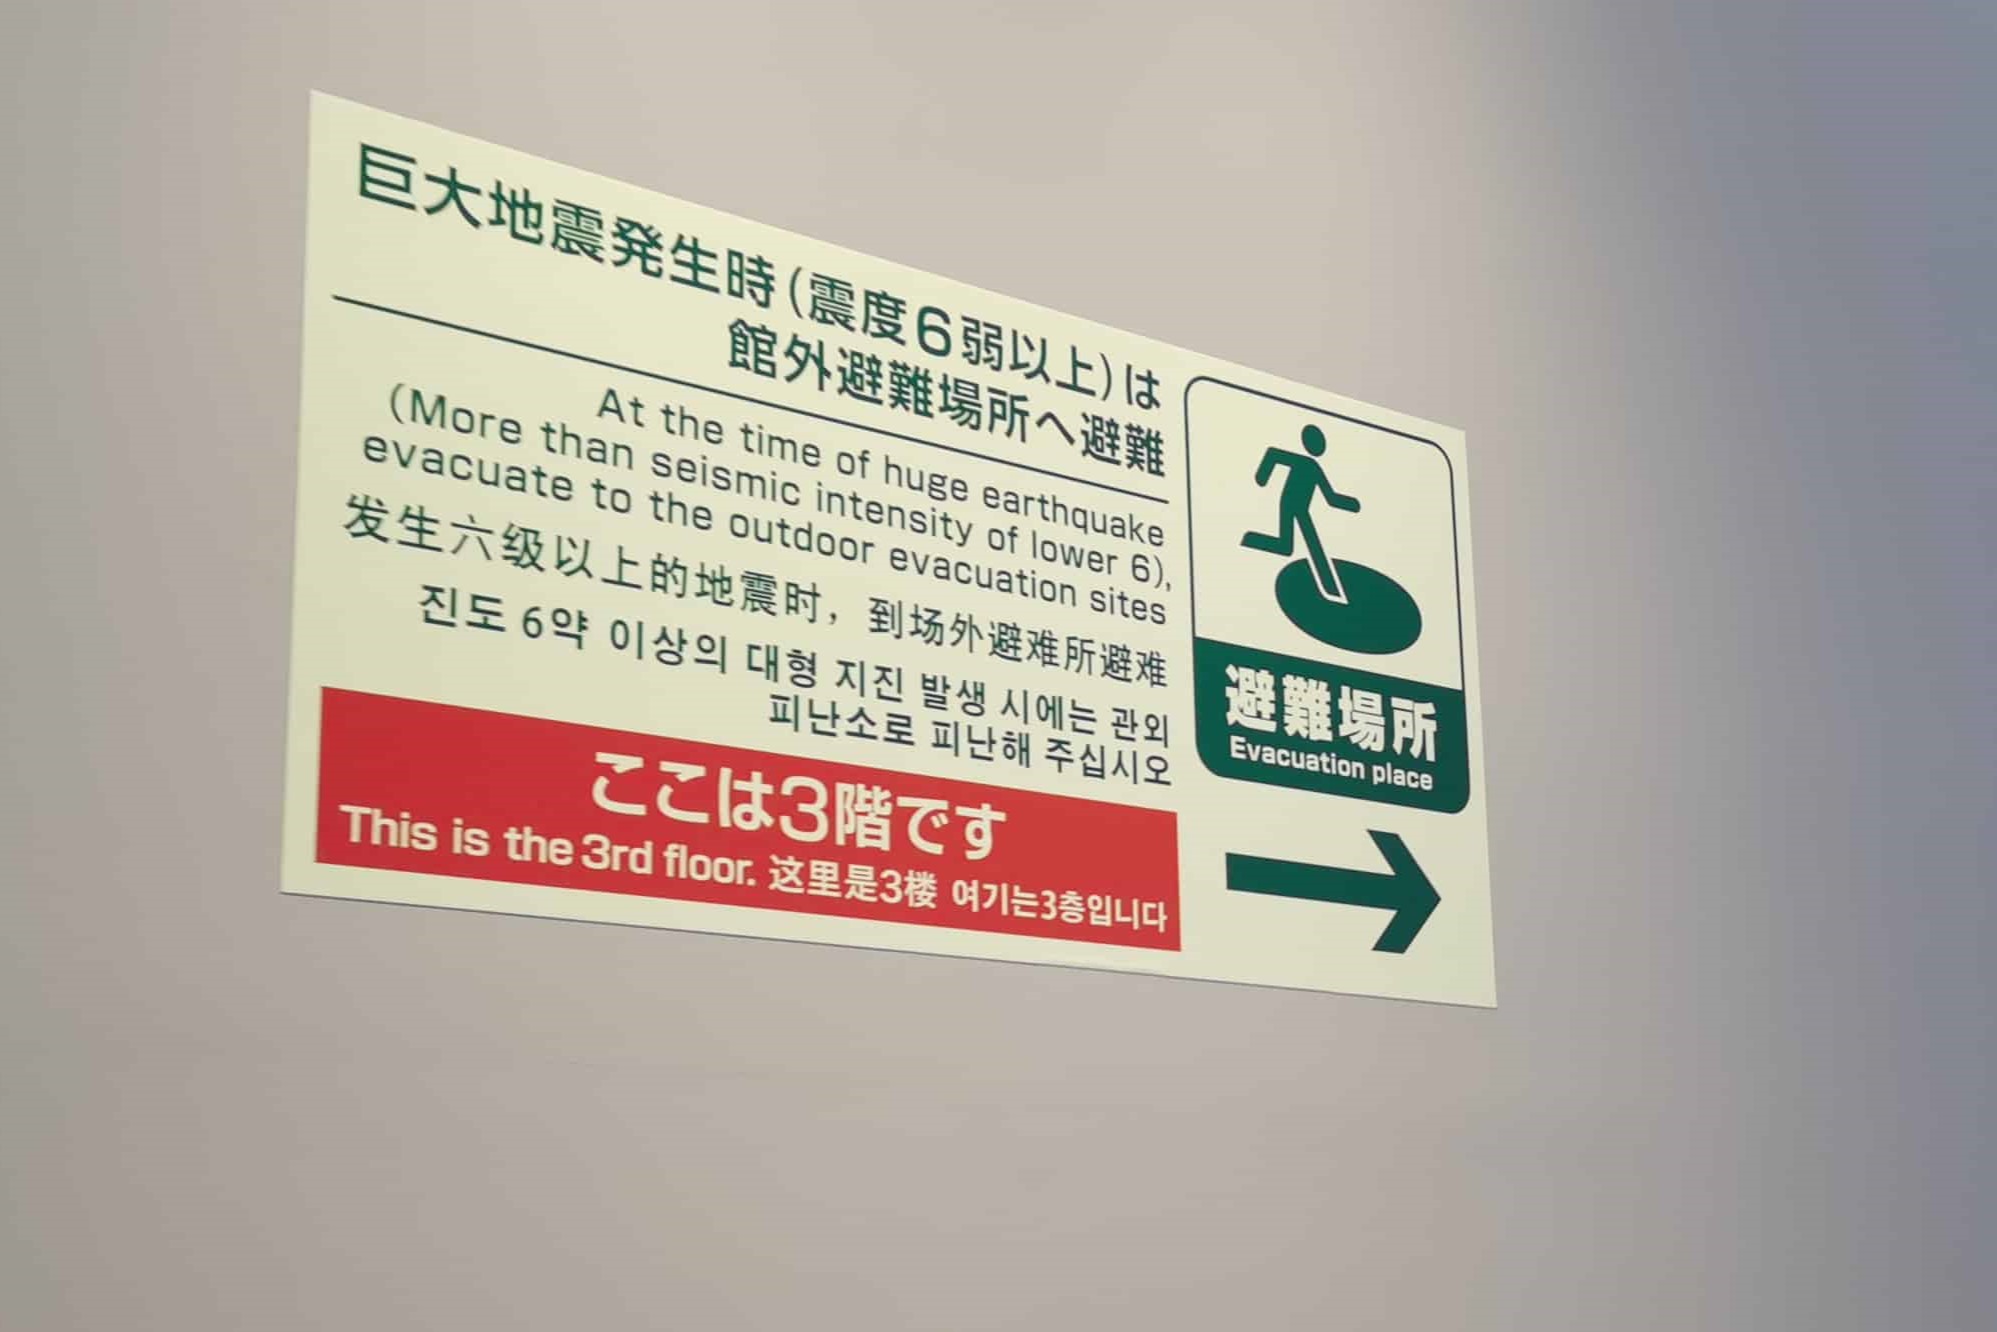 巨大地震発生時(震度6弱以上)は
館外避難場所へ避難
At the time of huge earthquake
(More than seismic intensity of lower 6),
evacuate to the outdoor evacuation sites
发生六级以上的地震时，到场外避难所避难
진도 6약 이상의 대형 지진 발생 시에는 관외
피난소로 피난해 주십시오
ここは3階です
This is the 3rd floor. 这里是3楼 여기는3층입니다
避難場所
Evacuation place